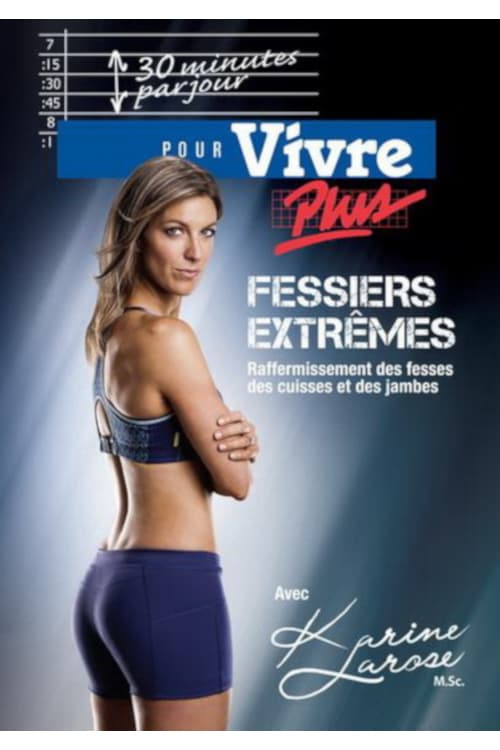 7
:15
:30
:45
8
:1
30 minutes
par jour
POUR Vivre
Plus
FESSIERS
EXTRÊMES
Raffermissement des fesses
des cuisses et des jambes
Avec
Karine
Larose
M.Sc.